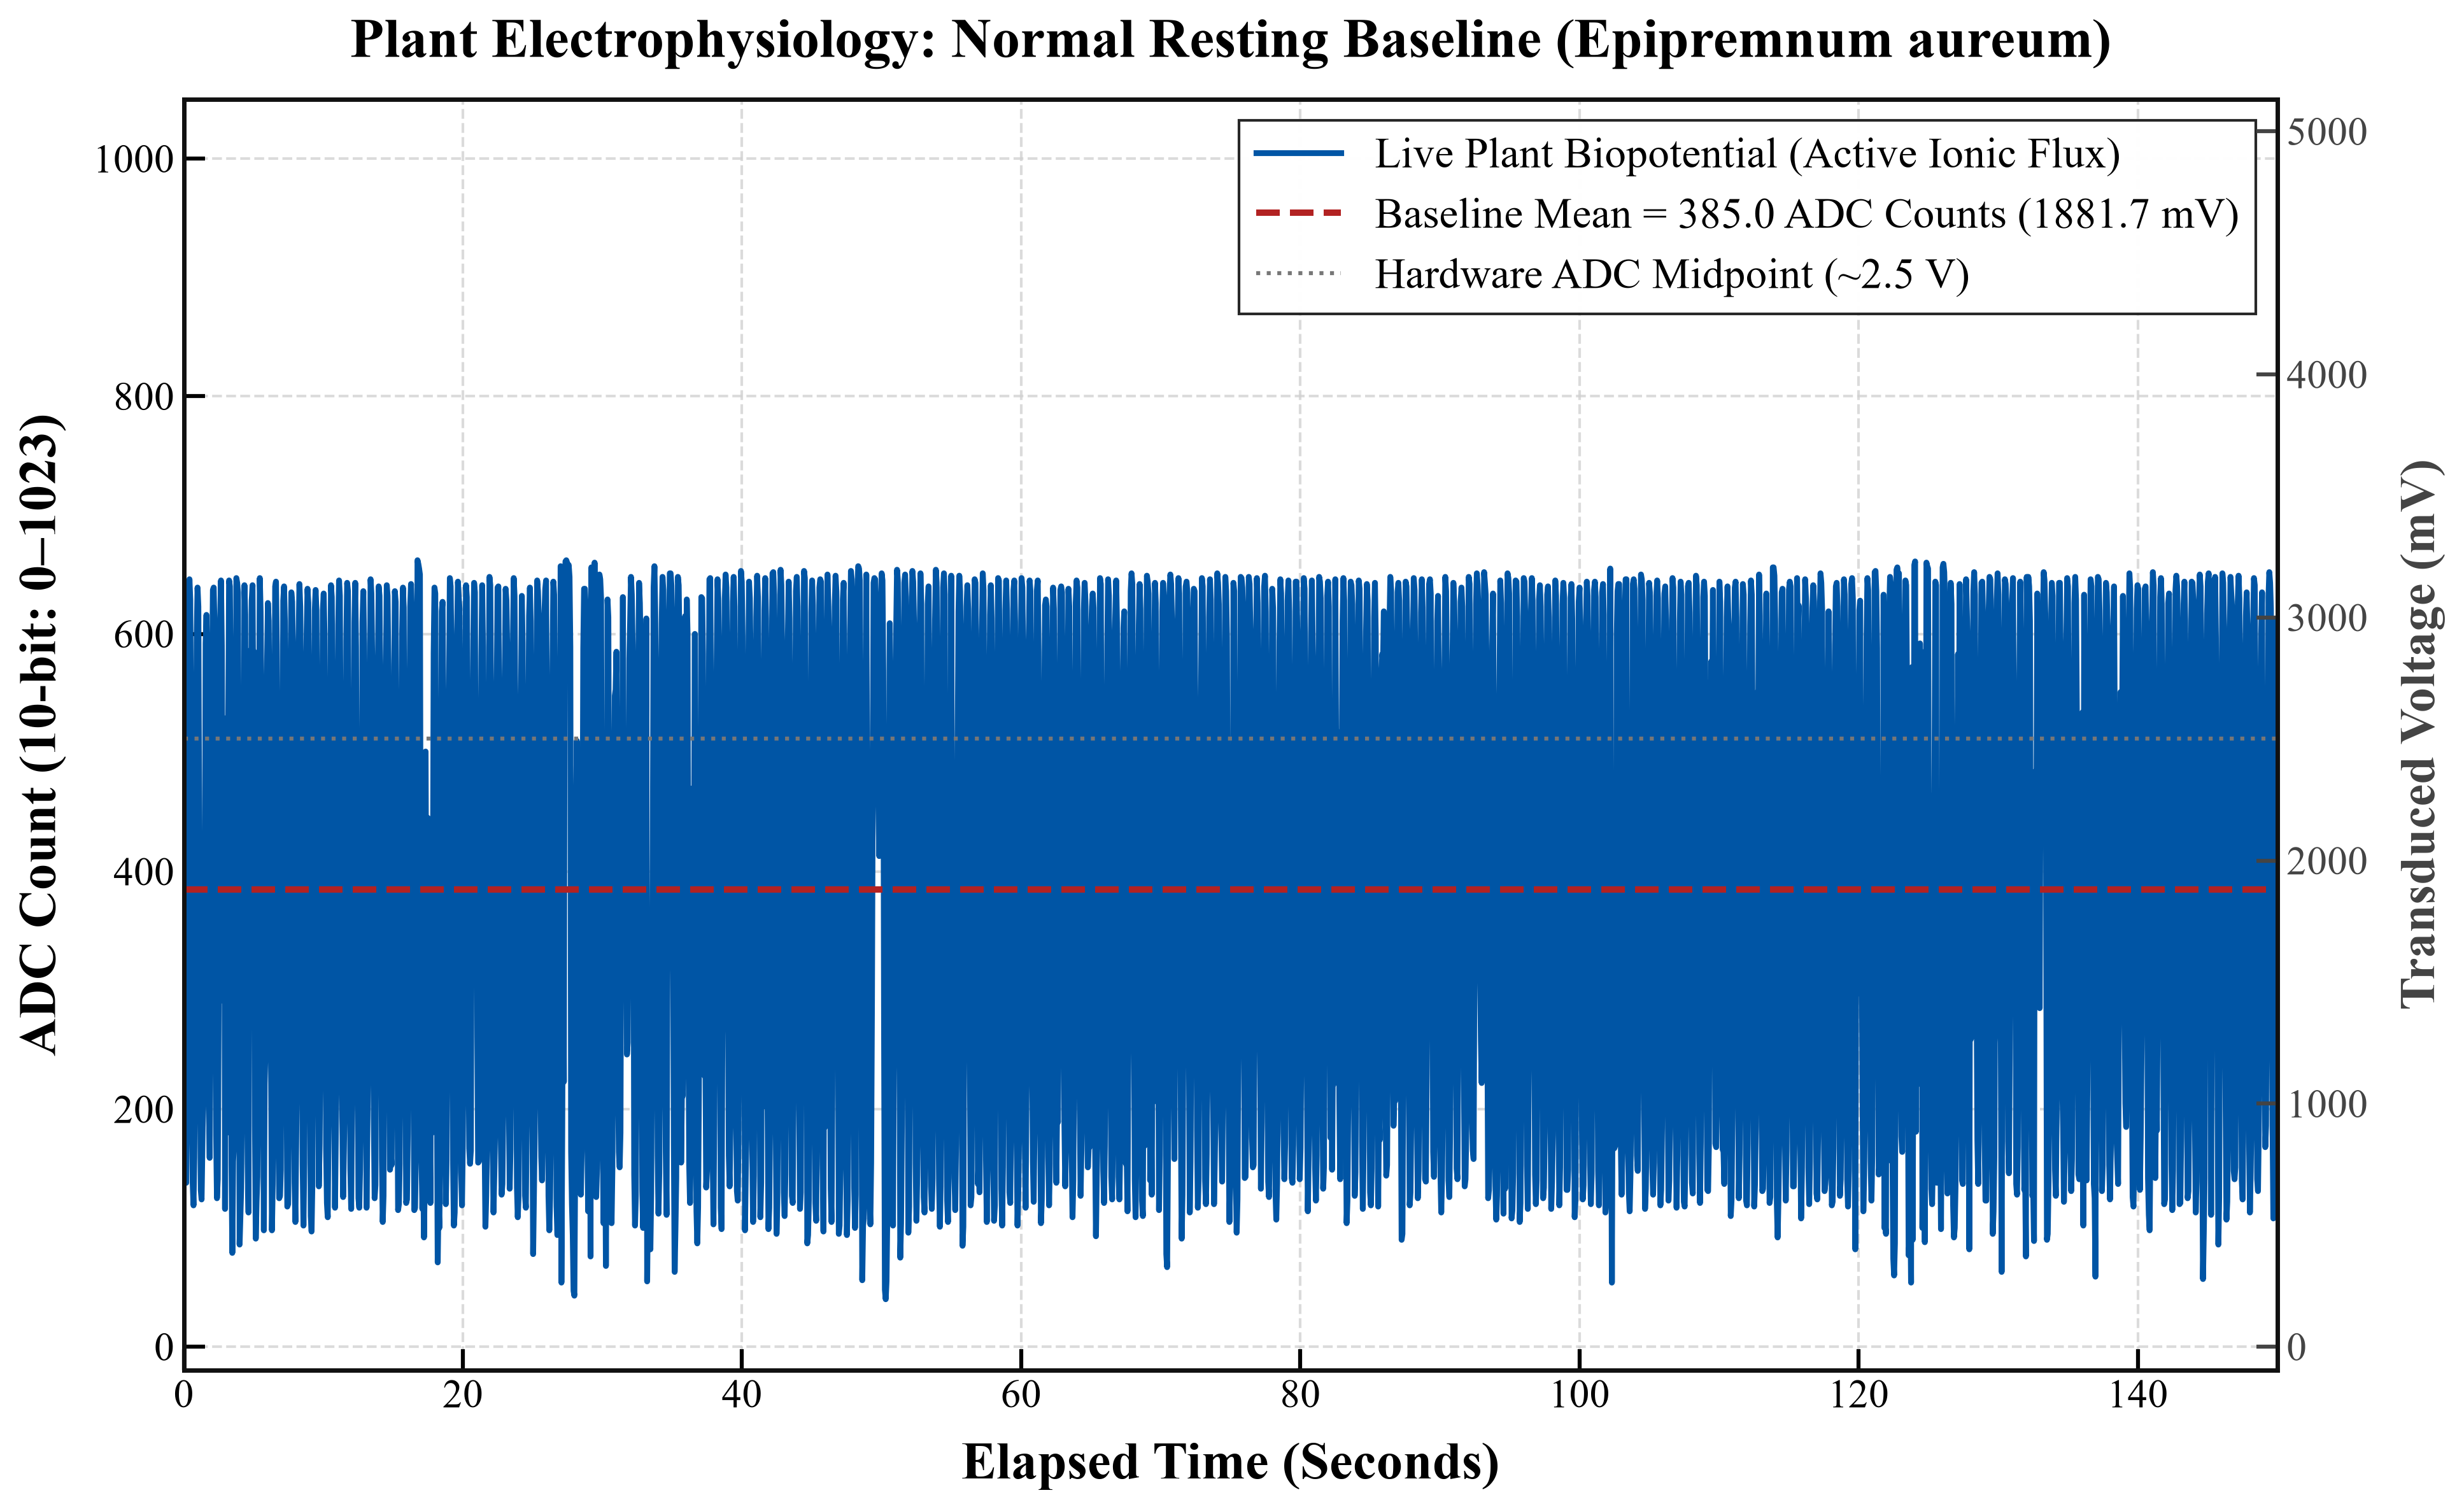 Plant Electrophysiology: Normal Resting Baseline (Epipremnum aureum)
Live Plant Biopotential (Active Ionic Flux)
Baseline Mean = 385.0 ADC Counts (1881.7 mV)
Hardware ADC Midpoint (~2.5 V)
ADC Count (10-bit: 0–1023)
1000
800
600
400
200
0
5000
4000
3000
2000
1000
0
Transduced Voltage (mV)
0 20 40 60 80 100 120 140
Elapsed Time (Seconds)